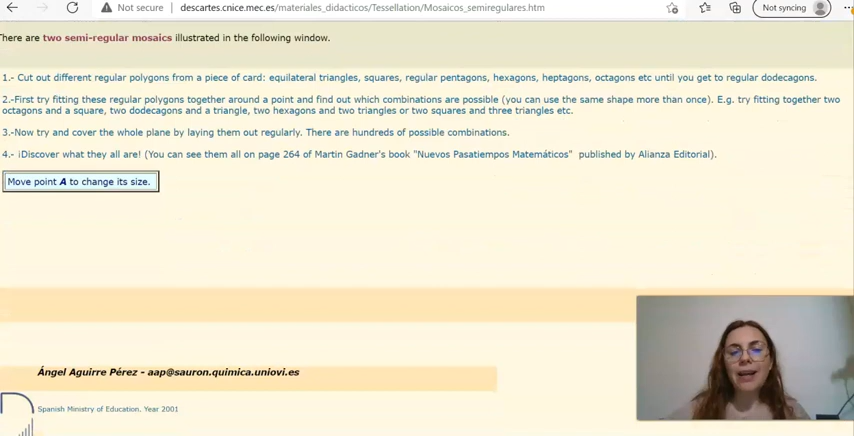 Not secure
descartes.cnice.mec.es/materiales_didacticos/Tessellation/Mosaicos_semiregulares.htm
Not syncing
There are two semi-regular mosaics illustrated in the following window.
1.- Cut out different regular polygons from a piece of card: equilateral triangles, squares, regular pentagons, hexagons, heptagons, octagons etc until you get to regular dodecagons.
2.-First try fitting these regular polygons together around a point and find out which combinations are possible (you can use the same shape more than once). E.g. try fitting together two
octagons and a square, two dodecagons and a triangle, two hexagons and two triangles or two squares and three triangles etc.
3.-Now try and cover the whole plane by laying them out regularly. There are hundreds of possible combinations.
4.- ¡Discover what they all are! (You can see them all on page 264 of Martin Gadner's book "Nuevos Pasatiempos Matemáticos" published by Alianza Editorial).
Move point A to change its size.
Ángel Aguirre Pérez - aap@sauron.quimica.uniovi.es
Spanish Ministry of Education. Year 2001